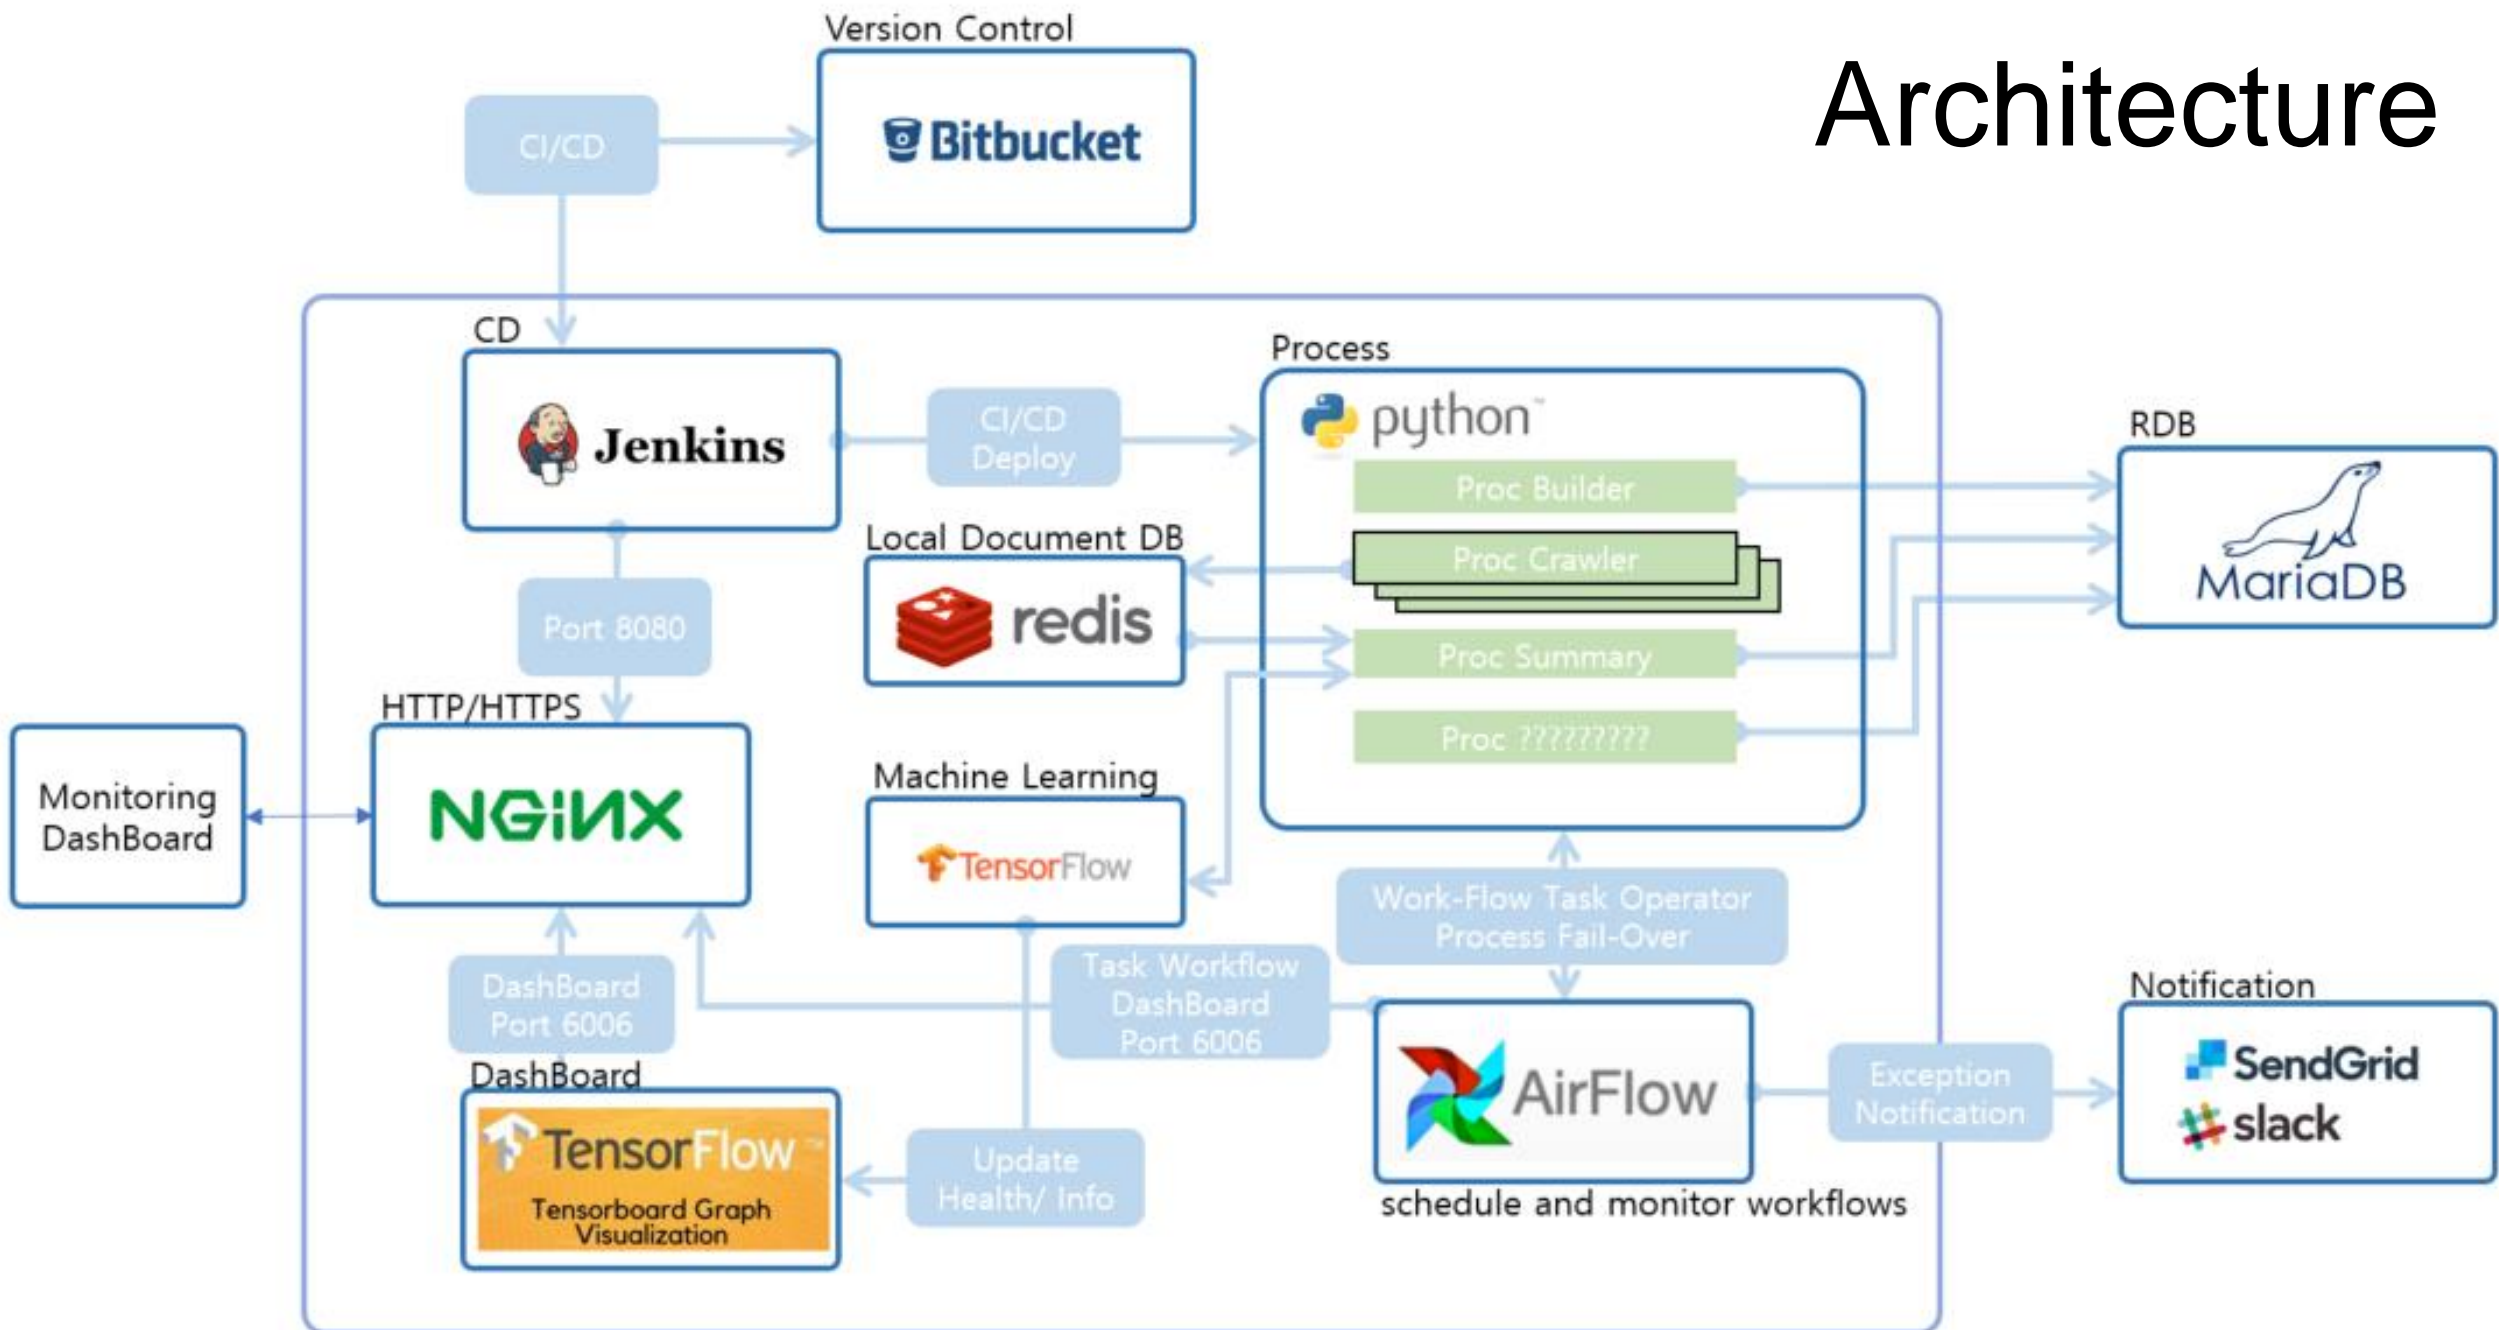 Version Control
Architecture
CI/CD
Bitbucket
CD
Jenkins
CI/CD
Deploy
Process
python™
Proc Builder
Proc Crawler
Proc Summary
Proc ?????????
RDB
MariaDB
Local Document DB
redis
Port 8080
HTTP/HTTPS
NGiNX
Monitoring
DashBoard
Machine Learning
TensorFlow
Work-Flow Task Operator
Process Fail-Over
DashBoard
Port 6006
Task Workflow
DashBoard
Port 6006
DashBoard
TensorFlow™
Tensorboard Graph
Visualization
Update
Health/ Info
AirFlow
schedule and monitor workflows
Exception
Notification
Notification
SendGrid
slack